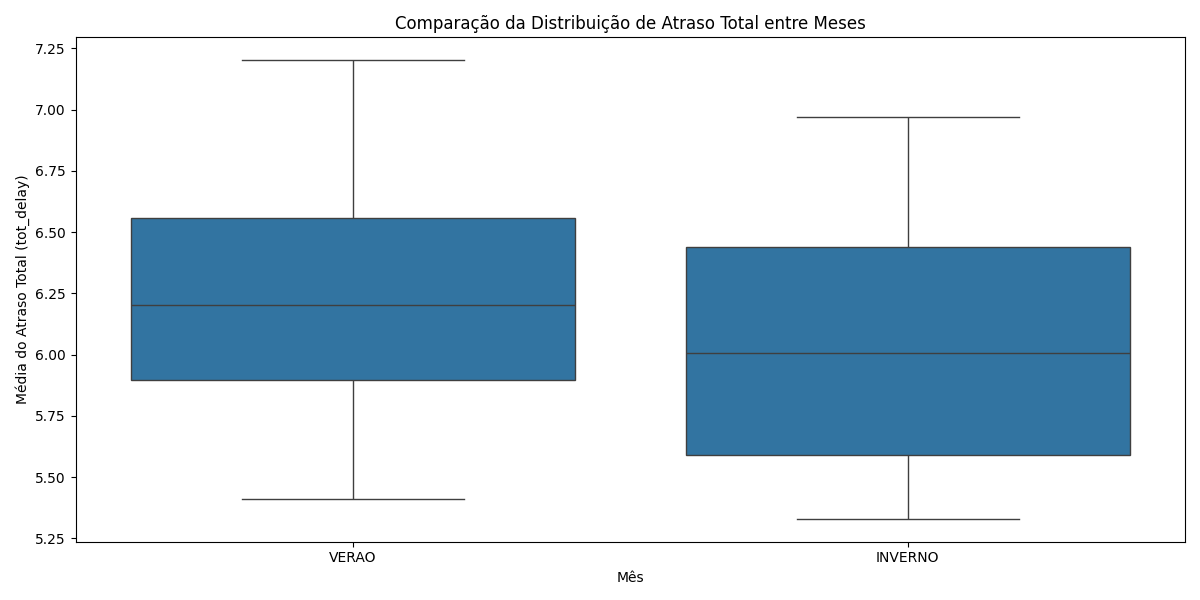 Comparação da Distribuição de Atraso Total entre Meses
Média do Atraso Total (tot_delay)
7.25
7.00
6.75
6.50
6.25
6.00
5.75
5.50
5.25
VERAO
INVERNO
Mês